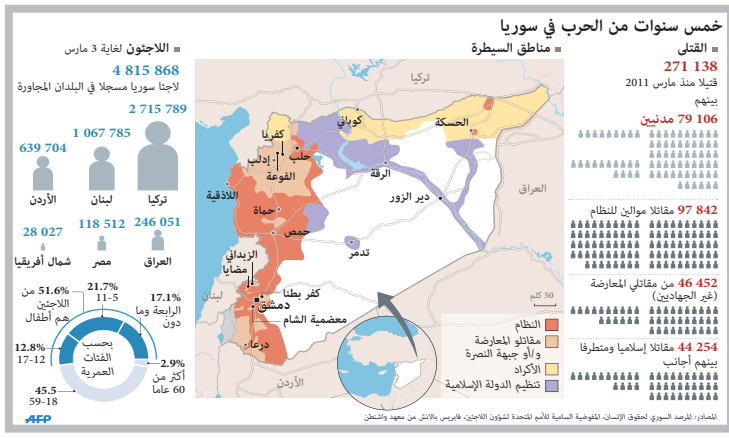 خمس سنوات من الحرب في سوريا
القتلى
271 138
قتيلا منذ مارس 2011
بينهم
79 106 مدنيين
97 842 مقاتلا موالين للنظام
46 452 من مقاتلي المعارضة
(غير الجهاديين)
44 254 مقاتلا إسلاميا ومتطرفا
بينهم أجانب
مناطق السيطرة
تركيا
كوباني
الحسكة
كفريا
حلب
إدلب
الفوعة
الرقة
العراق
اللاذقية
دير الزور
حماة
حمص
تدمر
الزبداني
مضايا
لبنان
كفر بطنا
دمشق
معضمية الشام
درعا
الأردن
50 كلم
النظام
مقاتلو المعارضة
و/أو جبهة النصرة
الأكراد
تنظيم الدولة الإسلامية
اللاجئون لغاية 3 مارس
4 815 868
لاجئا سوريا مسجلا في البلدان المجاورة
2 715 789
تركيا
1 067 785
لبنان
639 704
الأردن
246 051
العراق
118 512
مصر
28 027
شمال أفريقيا
51.6% من
اللاجئين
هم أطفال
21.7%
11-5
17.1%
الرابعة وما
دون
12.8%
17-12
بحسب
الفئات
العمرية
2.9%
أكثر من
60 عاما
45.5
59-18
المصادر: المرصد السوري لحقوق الإنسان، المفوضية السامية للأمم المتحدة لشؤون اللاجئين، فابريس بالانش من معهد واشنطن
AFP